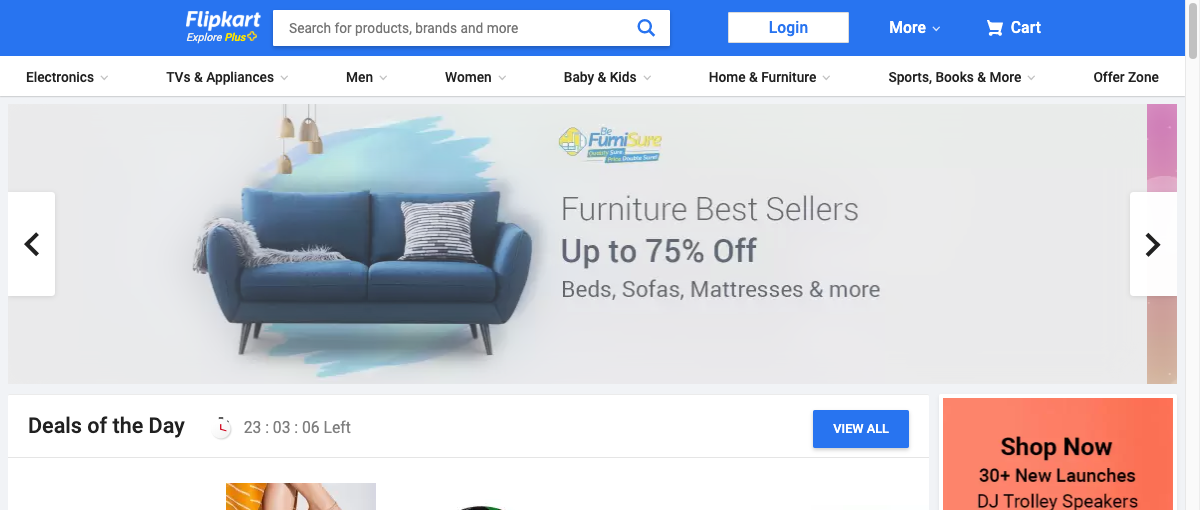 Flipkart
Explore Plus
Search for products, brands and more
Login
More
Cart
Electronics
TVs & Appliances
Men
Women
Baby & Kids
Home & Furniture
Sports, Books & More
Offer Zone
Be
FurniSure
Quality Sure
Price Double Sure!
Furniture Best Sellers
Up to 75% Off
Beds, Sofas, Mattresses & more
Deals of the Day
23 : 03 : 06 Left
VIEW ALL
Shop Now
30+ New Launches
DJ Trolley Speakers